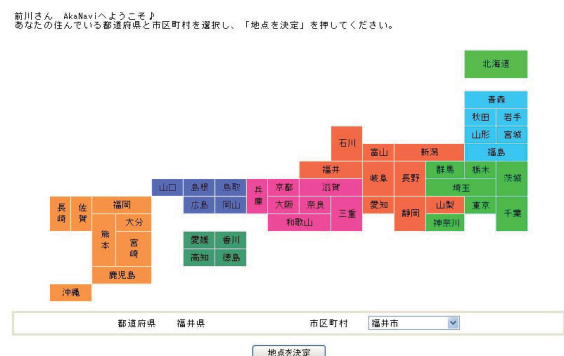 前川さん AkaNaviへようこそ♪
あなたの住んでいる都道府県と市区町村を選択し、「地点を決定」を押してください。
北海道
青森
秋田 岩手
石川 山形 宮城
富山 新潟 福島
福井 岐阜 長野 群馬 栃木 茨城
山口 島根 鳥取 兵庫 京都 滋賀 埼玉
長崎 佐賀 福岡 広島 岡山 大阪 奈良 三重 愛知 静岡 山梨 東京 千葉
熊本 大分 和歌山 神奈川
宮崎 愛媛 香川
高知 徳島
鹿児島
沖縄
都道府県 福井県 市区町村 福井市
地点を決定